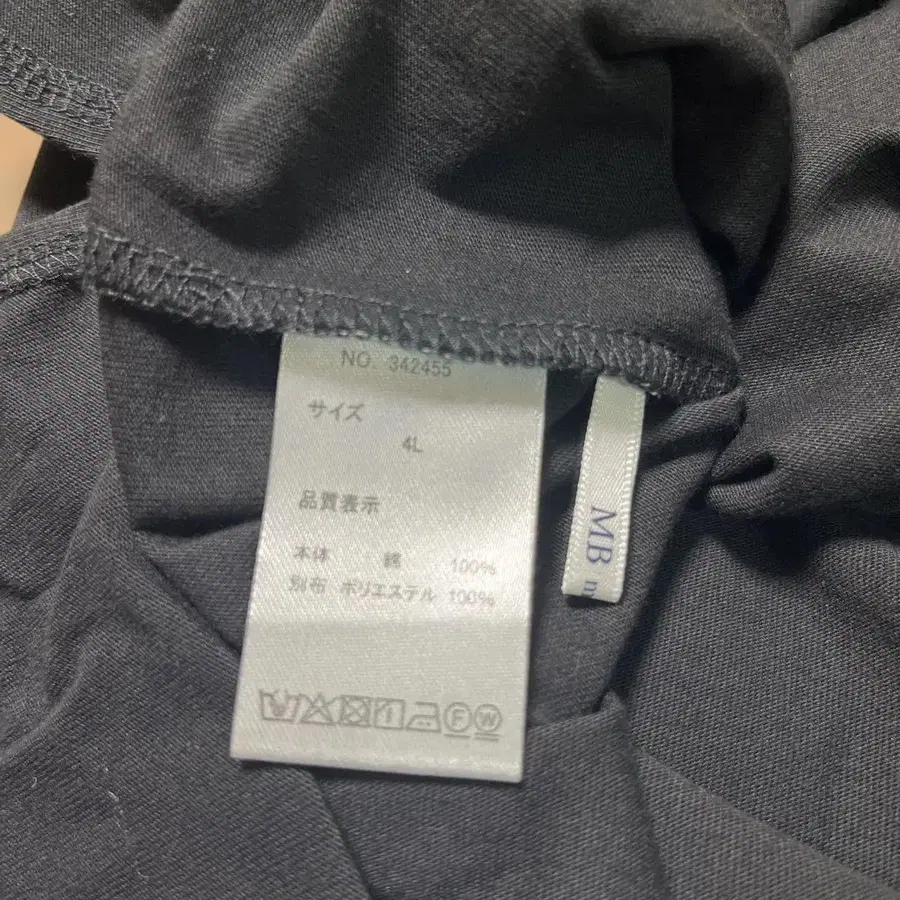 NO. 342455
サイズ
4L
品質表示
本体 綿 100%
別布 ポリエステル 100%
F W
MB